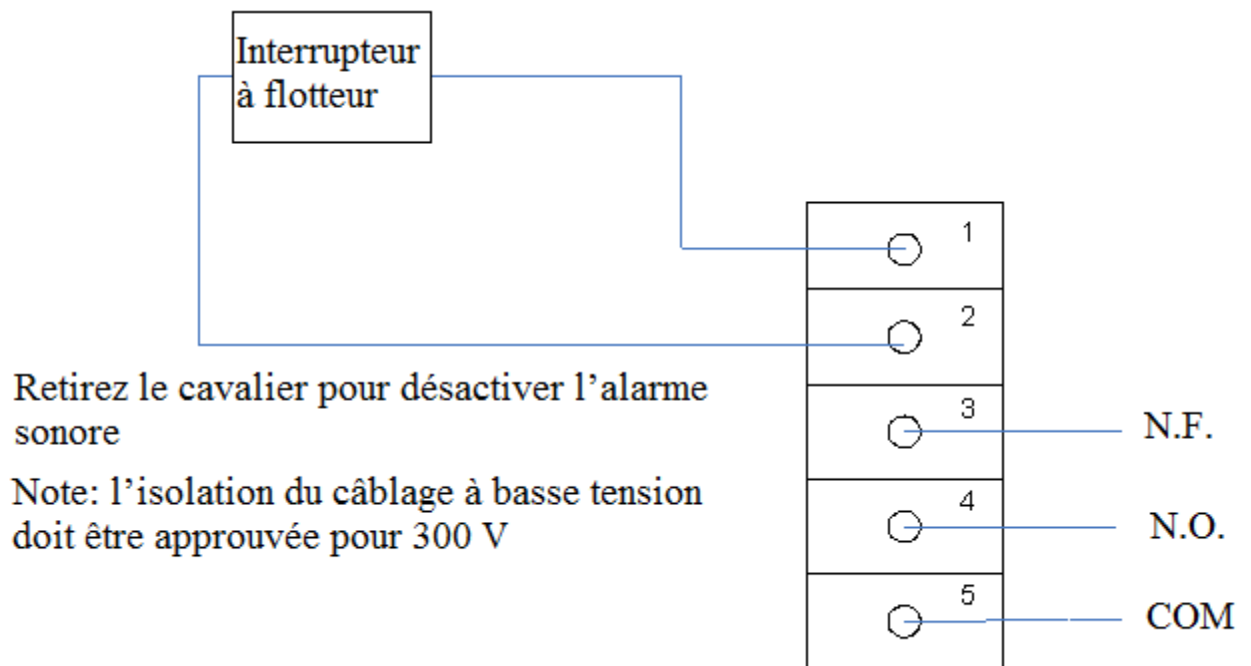 Interrupteur
à flotteur
1
2
Retirez le cavalier pour désactiver l’alarme
sonore
3
N.F.
Note: l’isolation du câblage à basse tension
doit être approuvée pour 300 V
4
N.O.
5
COM